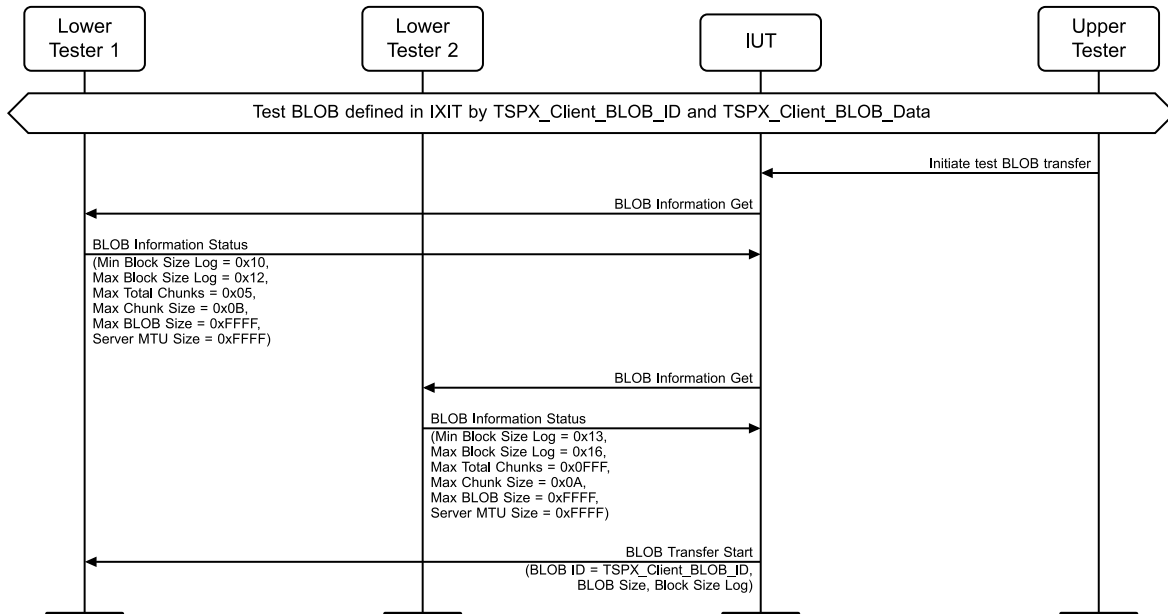 Lower
Tester 1
Lower
Tester 2
IUT
Upper
Tester
Test BLOB defined in IXIT by TSPX_Client_BLOB_ID and TSPX_Client_BLOB_Data
Initiate test BLOB transfer
BLOB Information Get
BLOB Information Status
(Min Block Size Log = 0x10,
Max Block Size Log = 0x12,
Max Total Chunks = 0x05,
Max Chunk Size = 0x0B,
Max BLOB Size = 0xFFFF,
Server MTU Size = 0xFFFF)
BLOB Information Get
BLOB Information Status
(Min Block Size Log = 0x13,
Max Block Size Log = 0x16,
Max Total Chunks = 0x0FFF,
Max Chunk Size = 0x0A,
Max BLOB Size = 0xFFFF,
Server MTU Size = 0xFFFF)
BLOB Transfer Start
(BLOB ID = TSPX_Client_BLOB_ID,
BLOB Size, Block Size Log)